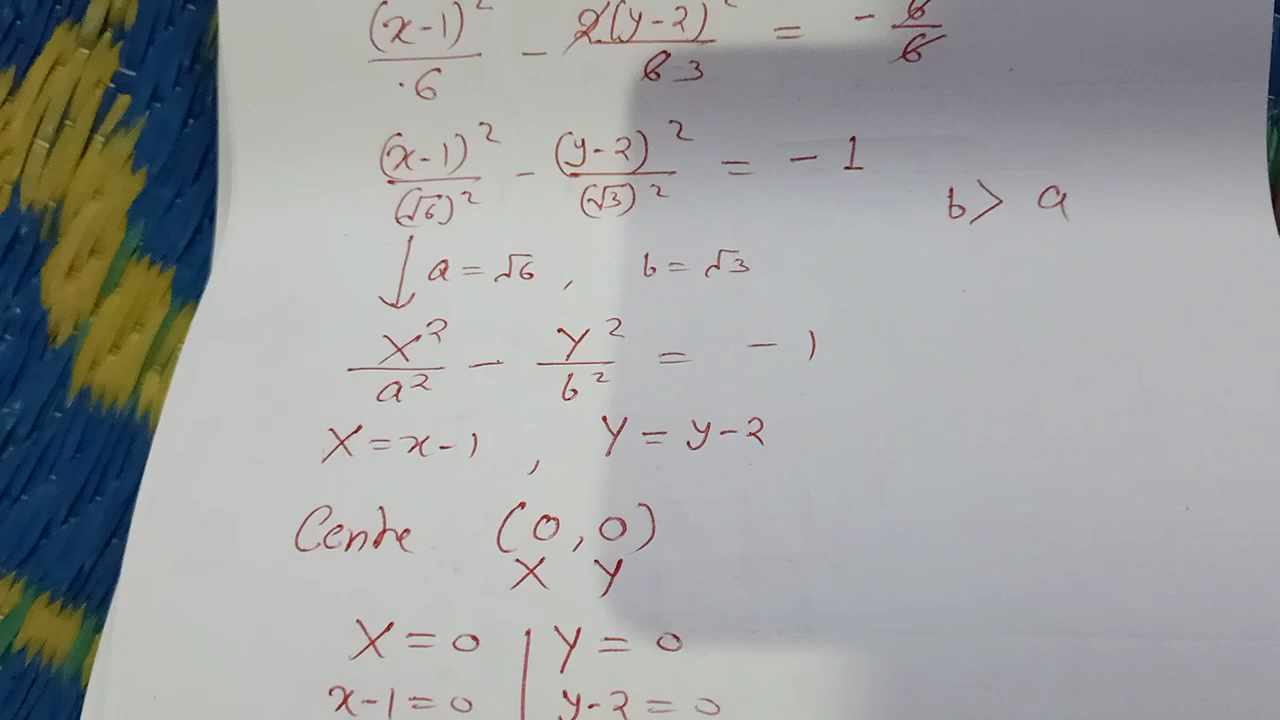 (x-1)²/6 - 2(y-2)²/6 3 = - 6/6
(x-1)²/(√6)² - (y-2)²/(√3)² = - 1
b > a
a = √6 , b = √3
X²/a² - Y²/b² = - 1
X = x-1 , Y = y-2
Centre (0, 0)
X Y
X = 0 | Y = 0
x-1 = 0 | y-2 = 0